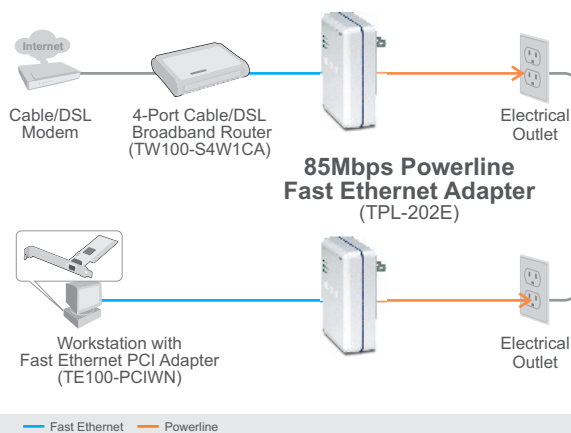 Internet
Cable/DSL
Modem
4-Port Cable/DSL
Broadband Router
(TW100-S4W1CA)
Electrical
Outlet
85Mbps Powerline
Fast Ethernet Adapter
(TPL-202E)
Workstation with
Fast Ethernet PCI Adapter
(TE100-PCIWN)
Electrical
Outlet
Fast Ethernet
Powerline